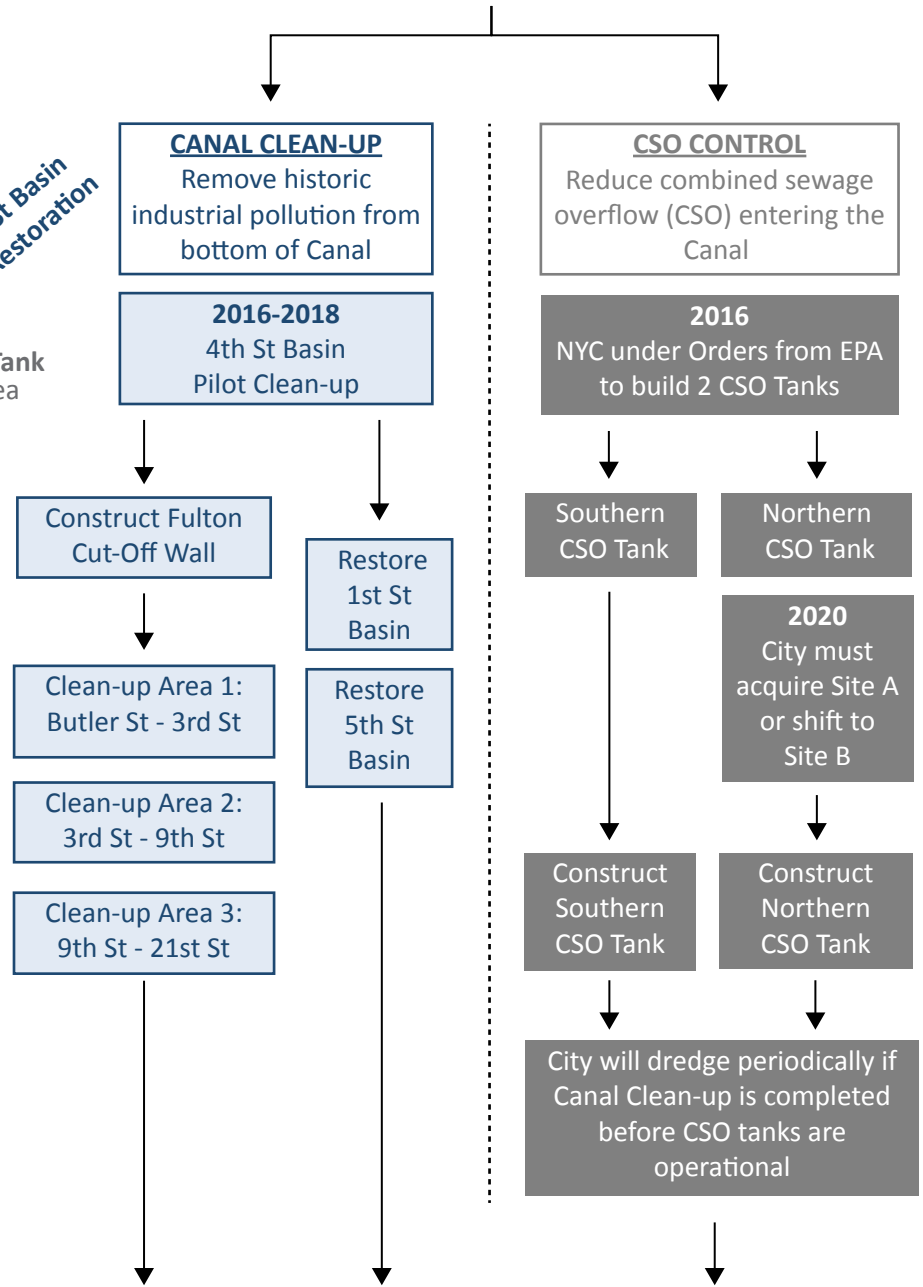 CANAL CLEAN-UP
Remove historic
industrial pollution from
bottom of Canal
CSO CONTROL
Reduce combined sewage
overflow (CSO) entering the
Canal
Basin
Tank
2016-2018
4th St Basin
Pilot Clean-up
2016
NYC under Orders from EPA
to build 2 CSO Tanks
Construct Fulton
Cut-Off Wall
Restore
1st St
Basin
Clean-up Area 1:
Butler St - 3rd St
Restore
5th St
Basin
Clean-up Area 2:
3rd St - 9th St
Clean-up Area 3:
9th St - 21st St
Southern
CSO Tank
Northern
CSO Tank
2020
City must
acquire Site A
or shift to
Site B
Construct
Southern
CSO Tank
Construct
Northern
CSO Tank
City will dredge periodically if
Canal Clean-up is completed
before CSO tanks are
operational